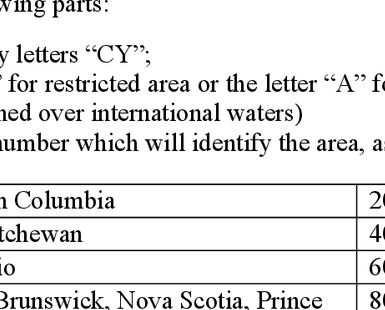 wing parts:
y letters “CY”;
’ for restricted area or the letter “A” fo
ned over international waters)
number which will identify the area, as
n Columbia 20
tchewan 40
io 60
Brunswick, Nova Scotia, Prince 80